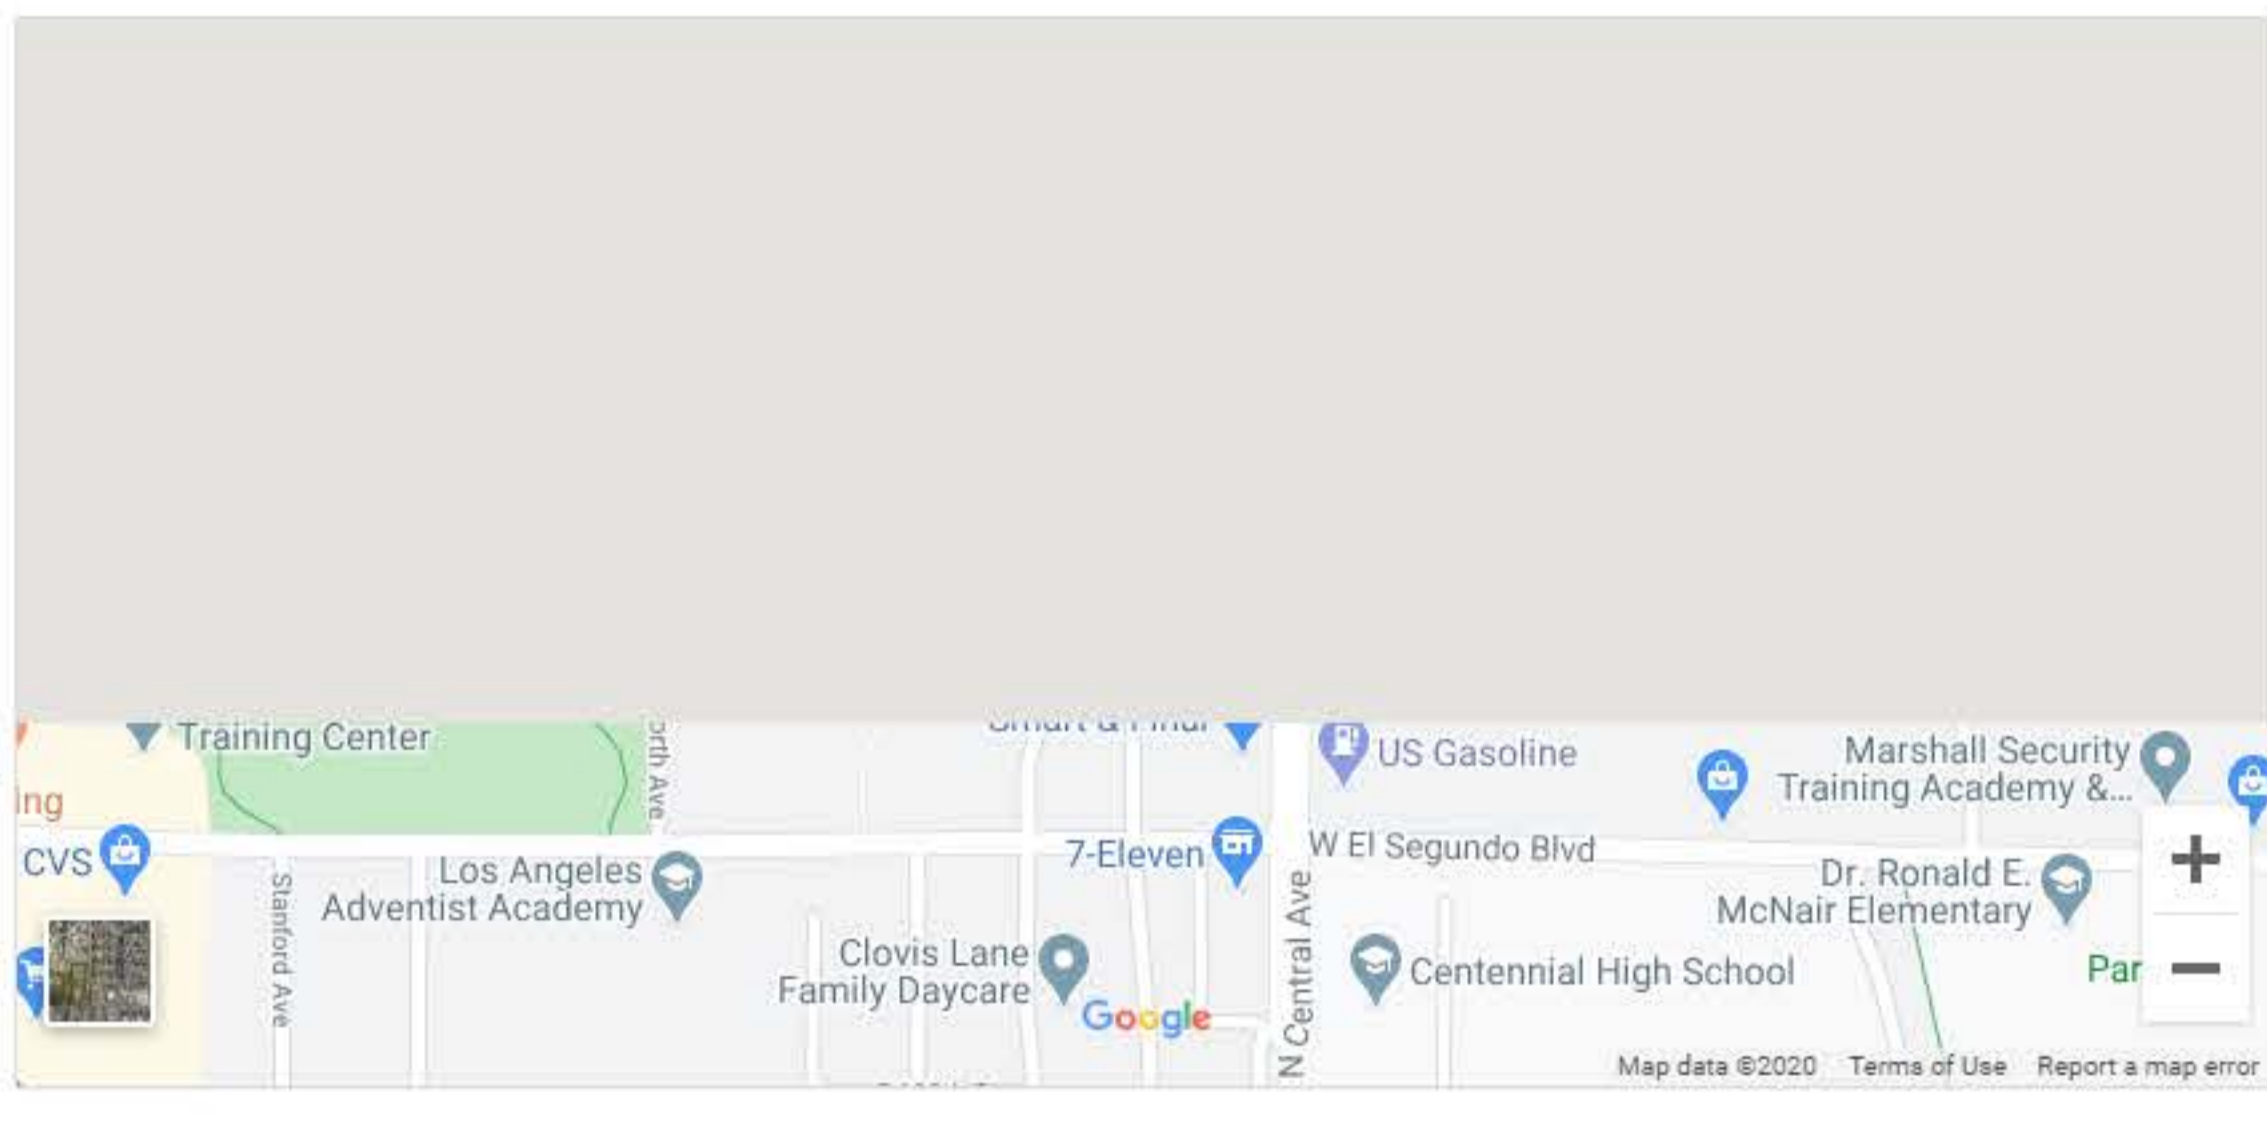 Training Center
orth Ave
US Gasoline
Marshall Security
Training Academy &...
ing
CVS
7-Eleven
W El Segundo Blvd
Los Angeles
Adventist Academy
Dr. Ronald E.
McNair Elementary
Stanford Ave
Clovis Lane
Family Daycare
N Central Ave
Centennial High School
Par
Google
Map data ©2020 Terms of Use Report a map error